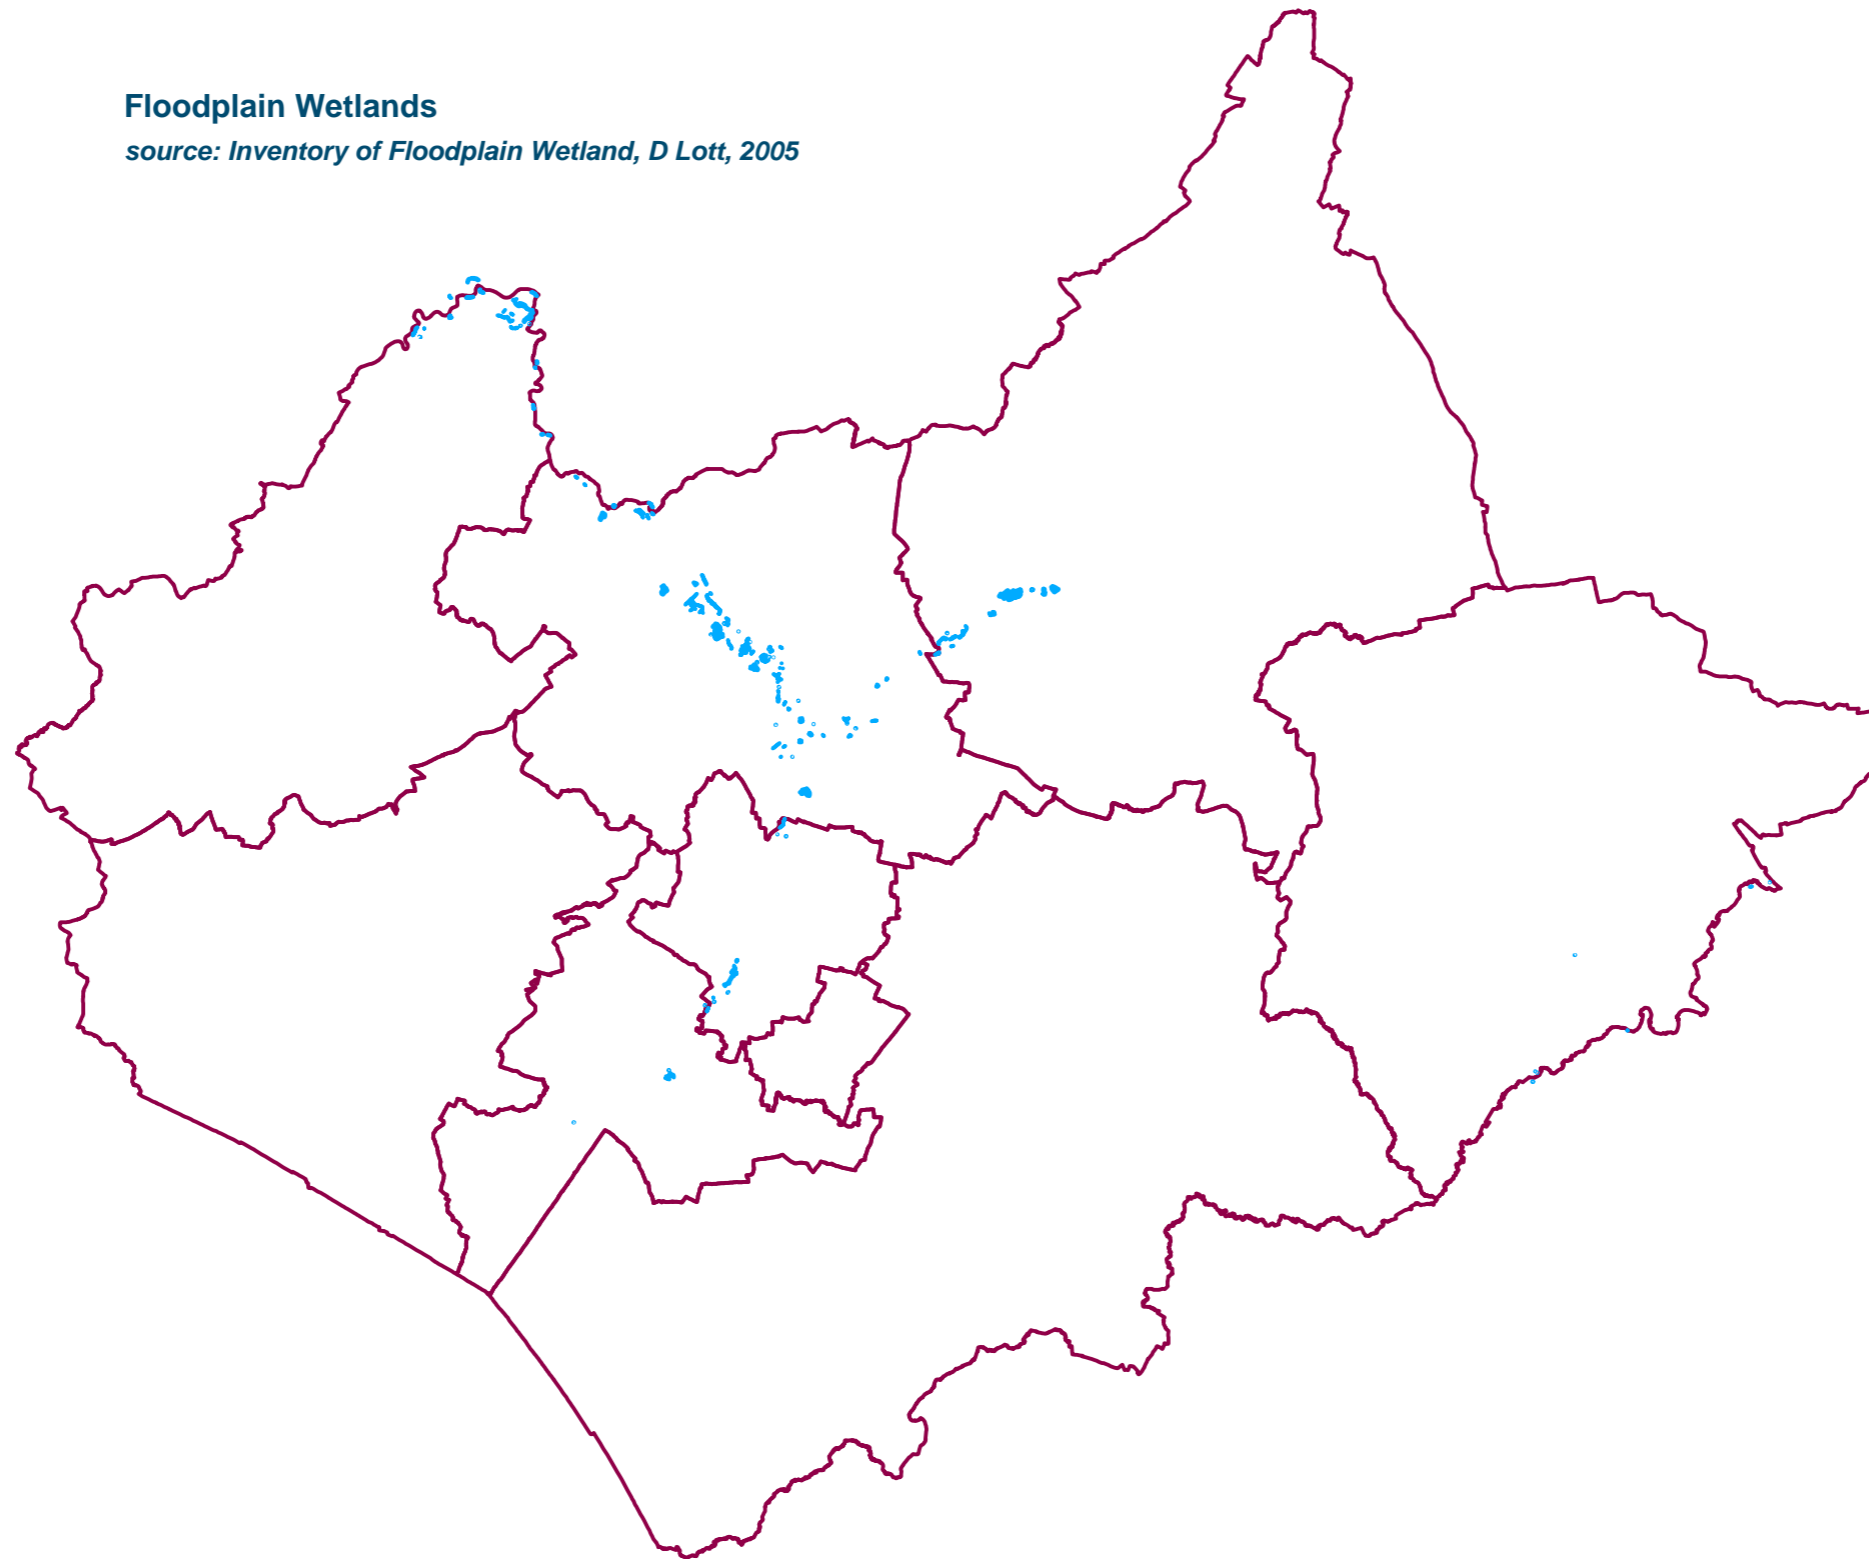 Floodplain Wetlands
source: Inventory of Floodplain Wetland, D Lott, 2005